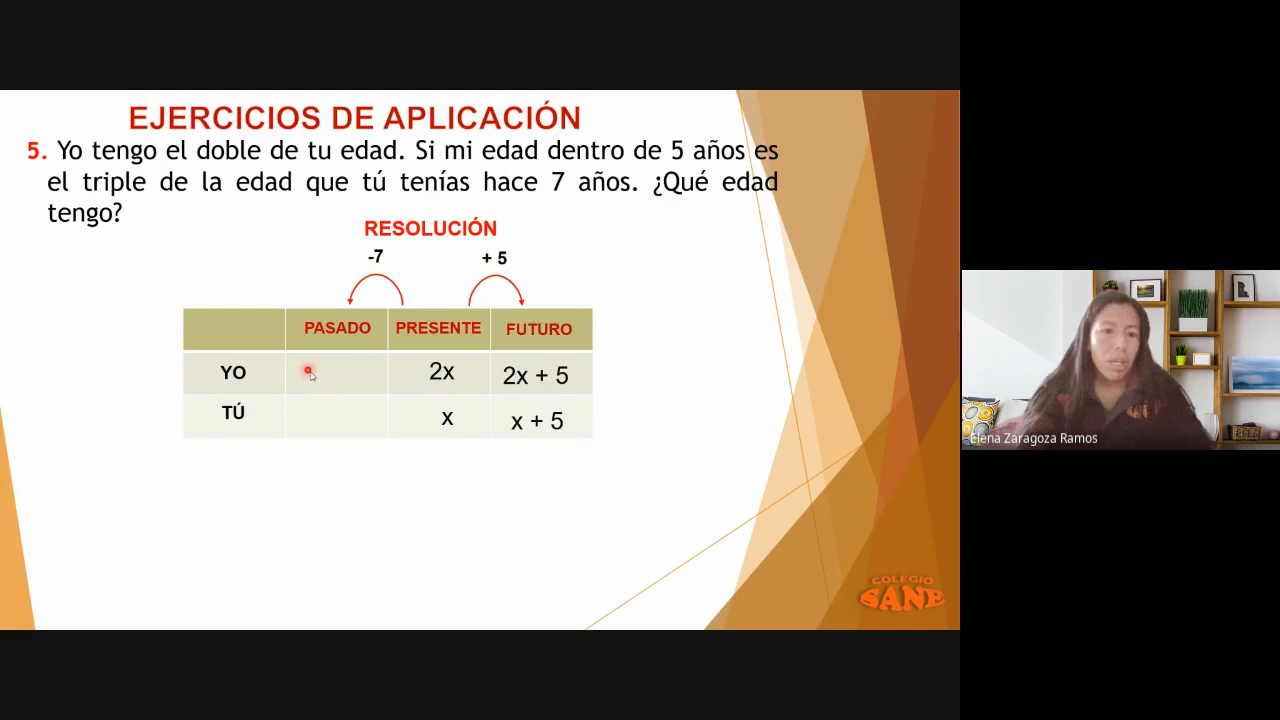 EJERCICIOS DE APLICACIÓN
5. Yo tengo el doble de tu edad. Si mi edad dentro de 5 años es
el triple de la edad que tú tenías hace 7 años. ¿Qué edad
tengo?
RESOLUCIÓN
-7 + 5
PASADO PRESENTE FUTURO
YO 2x 2x + 5
TÚ x x + 5
COLEGIO
SANE
Elena Zaragoza Ramos